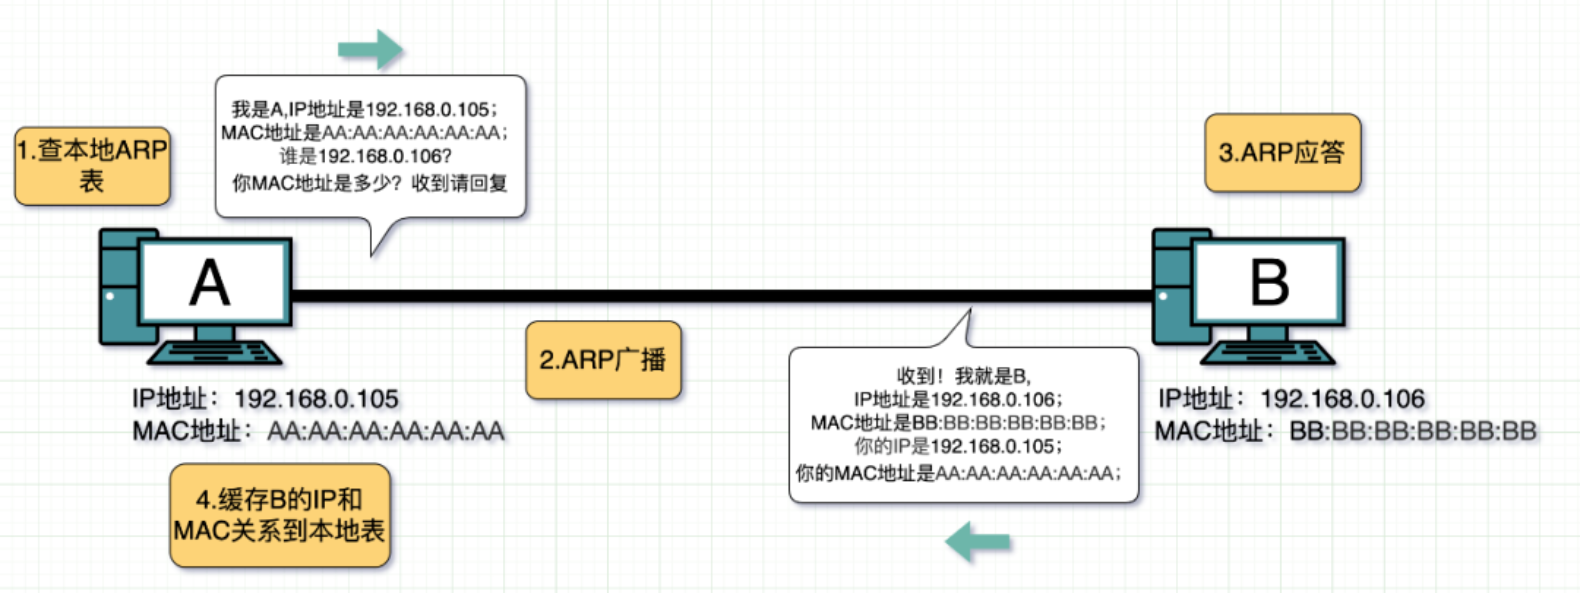 我是A,IP地址是192.168.0.105；
MAC地址是AA:AA:AA:AA:AA:AA；
谁是192.168.0.106?
你MAC地址是多少？收到请回复
1.查本地ARP
表
3.ARP应答
A
B
2.ARP广播
IP地址：192.168.0.105
MAC地址：AA:AA:AA:AA:AA:AA
收到！我就是B,
IP地址是192.168.0.106；
MAC地址是BB:BB:BB:BB:BB:BB；
你的IP是192.168.0.105；
你的MAC地址是AA:AA:AA:AA:AA:AA；
IP地址：192.168.0.106
MAC地址：BB:BB:BB:BB:BB:BB
4.缓存B的IP和
MAC关系到本地表